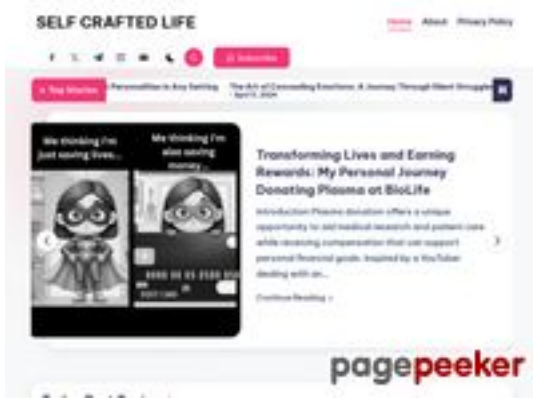 SELF CRAFTED LIFE
Home About Privacy Policy
Subscribe
Top Stories
Personalities in Any Setting
The Art of Concealing Emotions: A Journey Through Silent Struggles
April 11, 2024
Me thinking I'm
just saving lives...
Me thinking I'm
also saving
money...
Transforming Lives and Earning
Rewards: My Personal Journey
Donating Plasma at BioLife
Introduction Plasma donation offers a unique
opportunity to aid medical research and patient care
while receiving compensation that can support
personal financial goals. Inspired by a YouTuber
dealing with an...
Continue Reading
pagepeeker